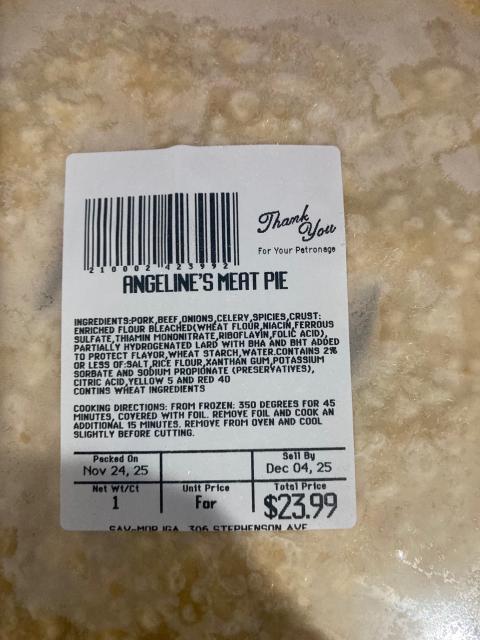 2 10002 423992
Thank
You
For Your Patronage
ANGELINE'S MEAT PIE
INGREDIENTS:PORK,BEEF,ONIONS,CELERY,SPICIES,CRUST:
ENRICHED FLOUR BLEACHED(WHEAT FLOUR,NIACIN,FERROUS
SULFATE,THIAMIN MONONITRATE,RIBOFLAVIN,FOLIC ACID),
PARTIALLY HYDROGENATED LARD WITH BHA AND BHT ADDED
TO PROTECT FLAVOR,WHEAT STARCH,WATER.CONTAINS 2%
OR LESS OF:SALT,RICE FLOUR,XANTHAN GUM,POTASSIUM
SORBATE AND SODIUM PROPIONATE (PRESERVATIVES),
CITRIC ACID,YELLOW 5 AND RED 40
CONTINS WHEAT INGREDIENTS
COOKING DIRECTIONS: FROM FROZEN: 350 DEGREES FOR 45
MINUTES, COVERED WITH FOIL. REMOVE FOIL AND COOK AN
ADDITIONAL 15 MINUTES. REMOVE FROM OVEN AND COOL
SLIGHTLY BEFORE CUTTING.
Packed On Sell By
Nov 24, 25 Dec 04, 25
Net Wt/Ct Unit Price Total Price
1 For $23.99
SAV-MOR IGA 306 STEPHENSON AVE